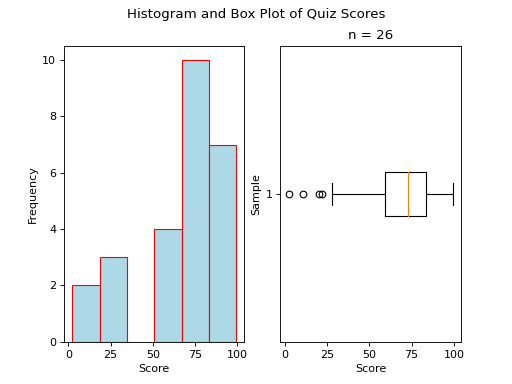 Histogram and Box Plot of Quiz Scores
n = 26
10
8
6
4
2
0
Frequency
0 25 50 75 100
Score
Sample
1
0 25 50 75 100
Score